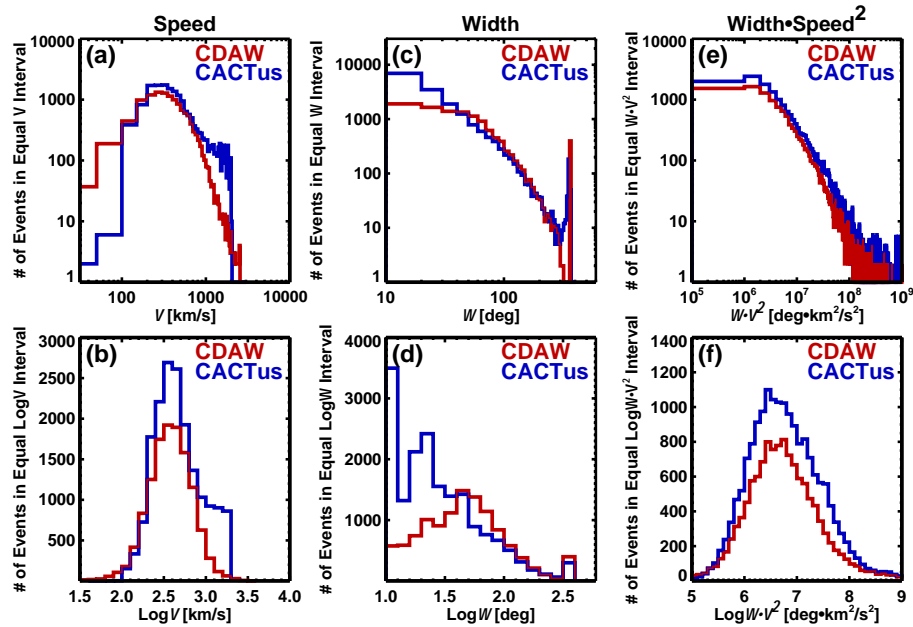 Speed
Width
Width•Speed²
# of Events in Equal V Interval
10000
1000
100
10
1
(a)
CDAW
CACTus
100
1000
10000
V [km/s]
# of Events in Equal W Interval
10000
1000
100
10
1
(c)
CDAW
CACTus
10
100
W [deg]
# of Events in Equal W·V² Interval
10000
1000
100
10
1
(e)
CDAW
CACTus
10⁵
10⁶
10⁷
10⁸
10⁹
W·V² [deg•km²/s²]
# of Events in Equal LogV Interval
3000
2500
2000
1500
1000
500
(b)
CDAW
CACTus
1.5
2.0
2.5
3.0
3.5
4.0
LogV [km/s]
# of Events in Equal LogW Interval
4000
3000
2000
1000
(d)
CDAW
CACTus
1.0
1.5
2.0
2.5
LogW [deg]
# of Events in Equal LogW·V² Interval
1400
1200
1000
800
600
400
200
0
(f)
CDAW
CACTus
5
6
7
8
9
LogW·V² [deg•km²/s²]